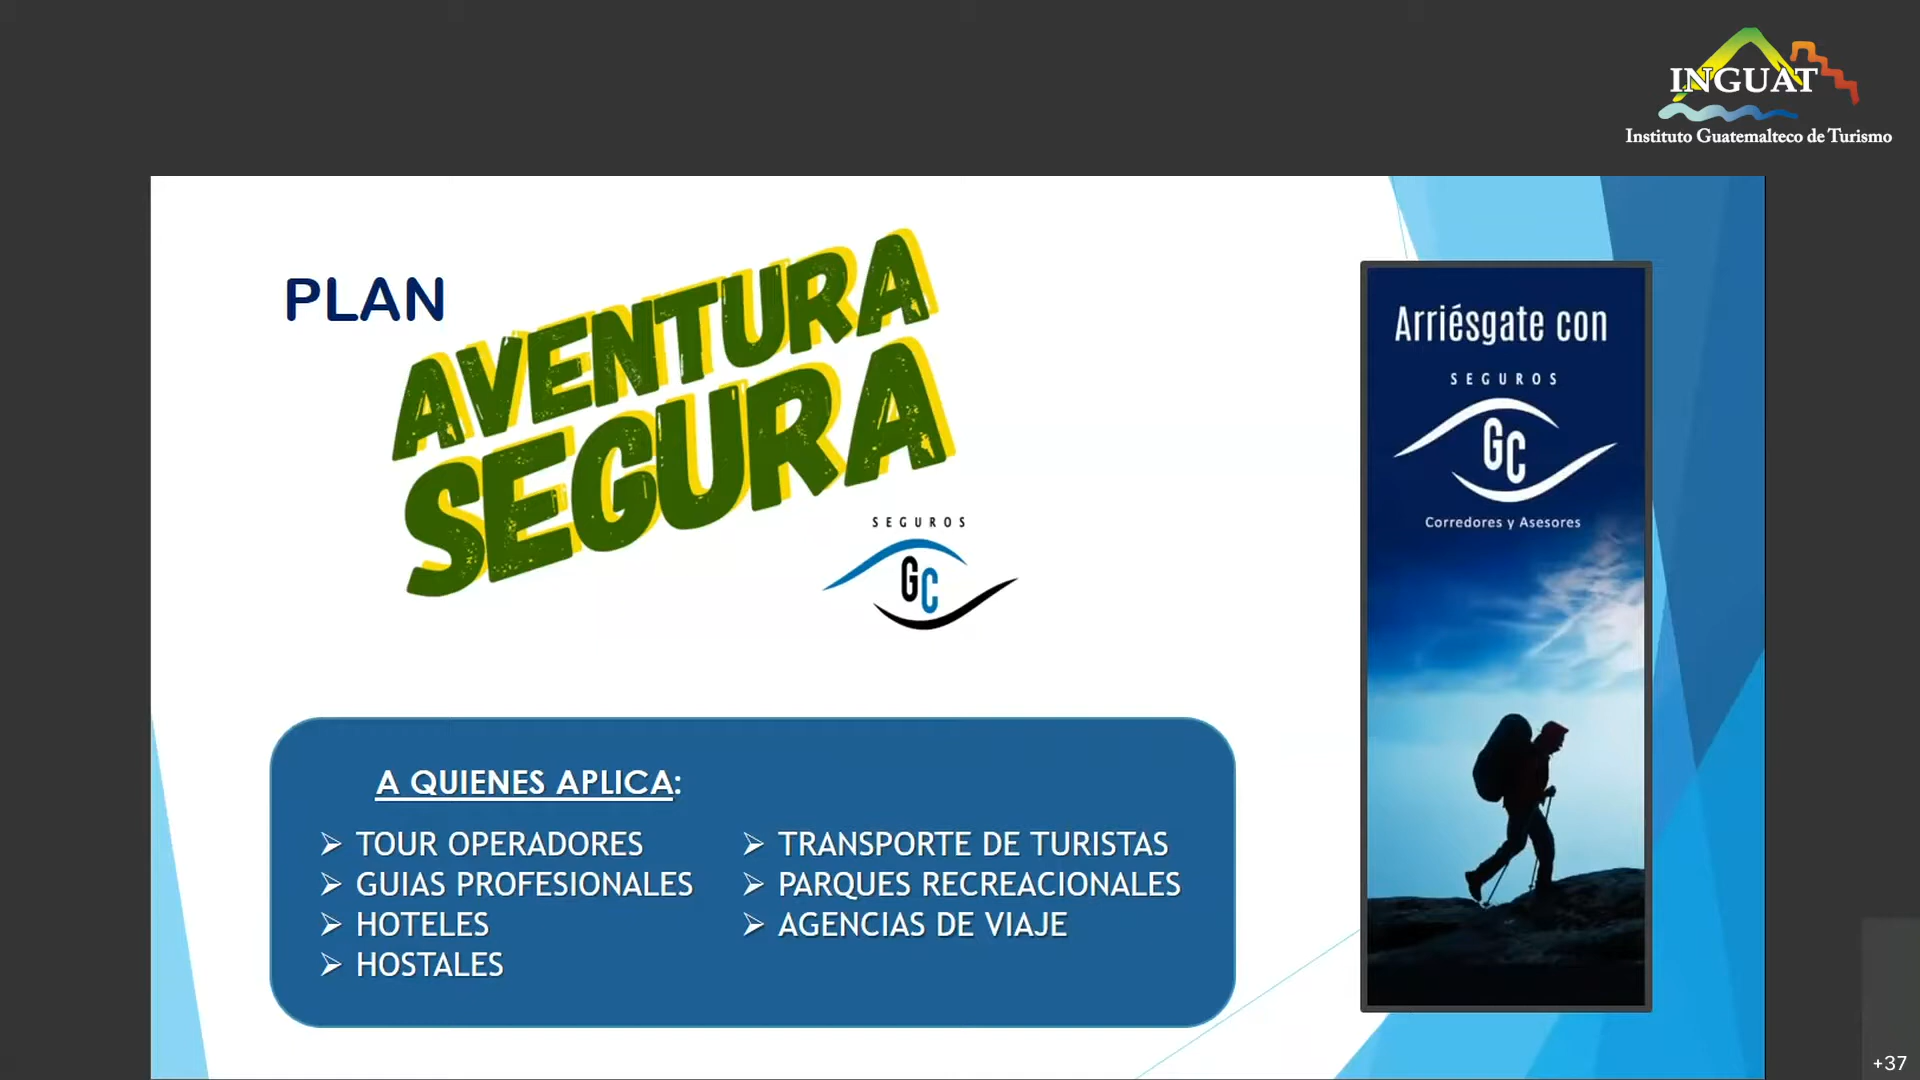 INGUAT
Instituto Guatemalteco de Turismo
PLAN
AVENTURA
SEGURA
SEGUROS
GC
Arriésgate con
SEGUROS
GC
Corredores y Asesores
A QUIENES APLICA:
➢ TOUR OPERADORES
➢ GUIAS PROFESIONALES
➢ HOTELES
➢ HOSTALES
➢ TRANSPORTE DE TURISTAS
➢ PARQUES RECREACIONALES
➢ AGENCIAS DE VIAJE
+37